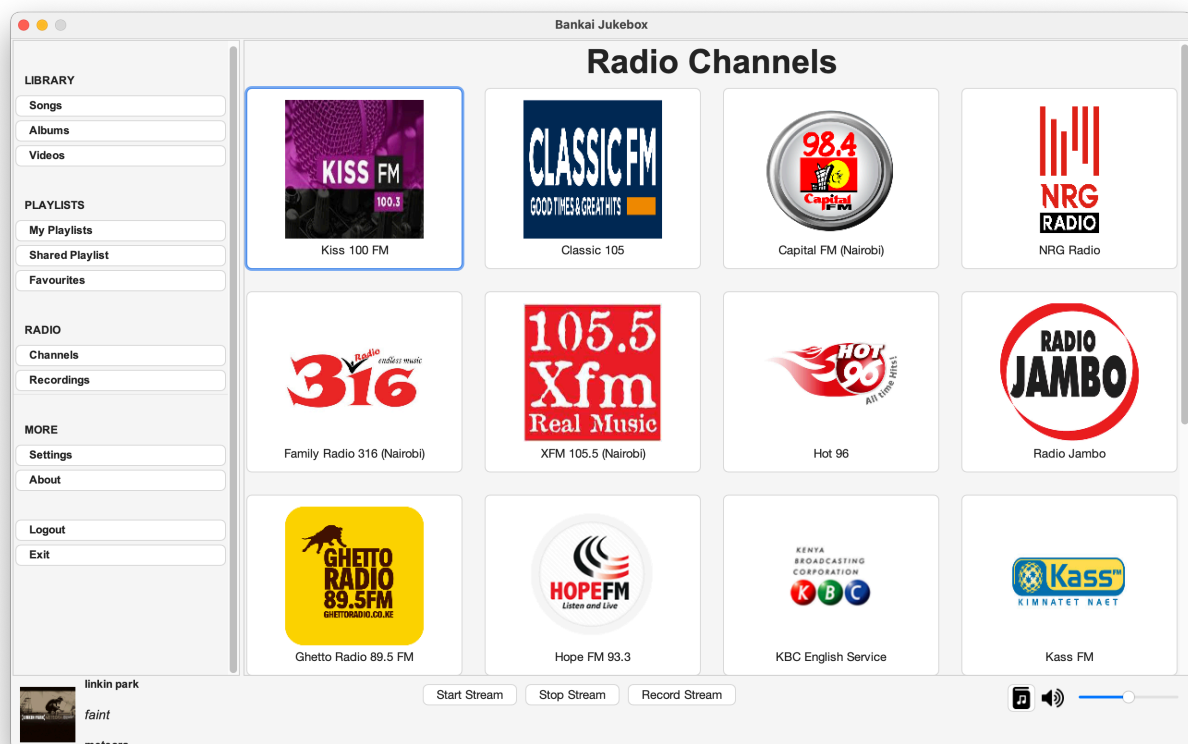 Bankai Jukebox
LIBRARY
Songs
Albums
Videos
PLAYLISTS
My Playlists
Shared Playlist
Favourites
RADIO
Channels
Recordings
MORE
Settings
About
Logout
Exit
Radio Channels
KISS FM
100.3
Kiss 100 FM
CLASSIC FM
GOOD TIMES & GREAT HITS
Classic 105
98.4
Capital
FM
Capital FM (Nairobi)
NRG
RADIO
NRG Radio
Radio
endless music
316
Family Radio 316 (Nairobi)
105.5
Xfm
Real Music
XFM 105.5 (Nairobi)
HOT
96
All time Hits!
Hot 96
RADIO
JAMBO
Radio Jambo
GHETTO
RADIO
89.5FM
GHETTORADIO.CO.KE
Ghetto Radio 89.5 FM
HOPEFM
Listen and Live
Hope FM 93.3
KENYA
BROADCASTING
CORPORATION
KBC
KBC English Service
Kass FM
KIMNATET NAET
Kass FM
linkin park
faint
Start Stream
Stop Stream
Record Stream